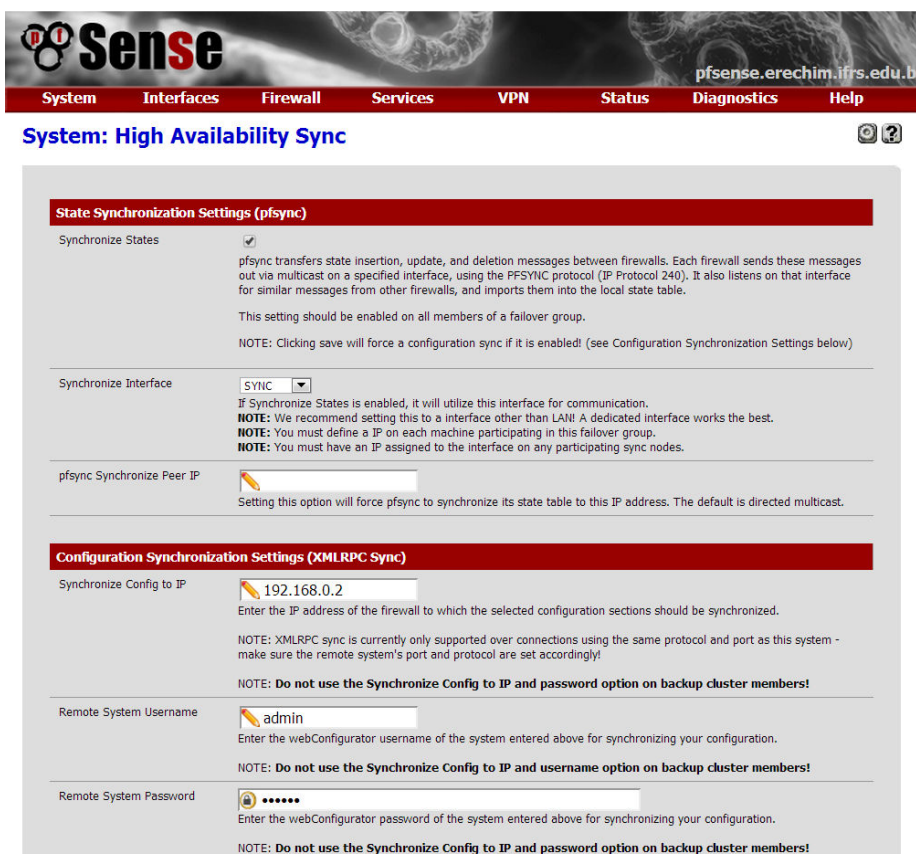 pf Sense
pfsense.erechim.ifrs.edu.b
System Interfaces Firewall Services VPN Status Diagnostics Help
System: High Availability Sync
State Synchronization Settings (pfsync)
Synchronize States
pfsync transfers state insertion, update, and deletion messages between firewalls. Each firewall sends these messages
out via multicast on a specified interface, using the PFSYNC protocol (IP Protocol 240). It also listens on that interface
for similar messages from other firewalls, and imports them into the local state table.
This setting should be enabled on all members of a failover group.
NOTE: Clicking save will force a configuration sync if it is enabled! (see Configuration Synchronization Settings below)
Synchronize Interface
SYNC
If Synchronize States is enabled, it will utilize this interface for communication.
NOTE: We recommend setting this to a interface other than LAN! A dedicated interface works the best.
NOTE: You must define a IP on each machine participating in this failover group.
NOTE: You must have an IP assigned to the interface on any participating sync nodes.
pfsync Synchronize Peer IP
Setting this option will force pfsync to synchronize its state table to this IP address. The default is directed multicast.
Configuration Synchronization Settings (XMLRPC Sync)
Synchronize Config to IP
192.168.0.2
Enter the IP address of the firewall to which the selected configuration sections should be synchronized.
NOTE: XMLRPC sync is currently only supported over connections using the same protocol and port as this system -
make sure the remote system's port and protocol are set accordingly!
NOTE: Do not use the Synchronize Config to IP and password option on backup cluster members!
Remote System Username
admin
Enter the webConfigurator username of the system entered above for synchronizing your configuration.
NOTE: Do not use the Synchronize Config to IP and username option on backup cluster members!
Remote System Password
••••••
Enter the webConfigurator password of the system entered above for synchronizing your configuration.
NOTE: Do not use the Synchronize Config to IP and password option on backup cluster members!